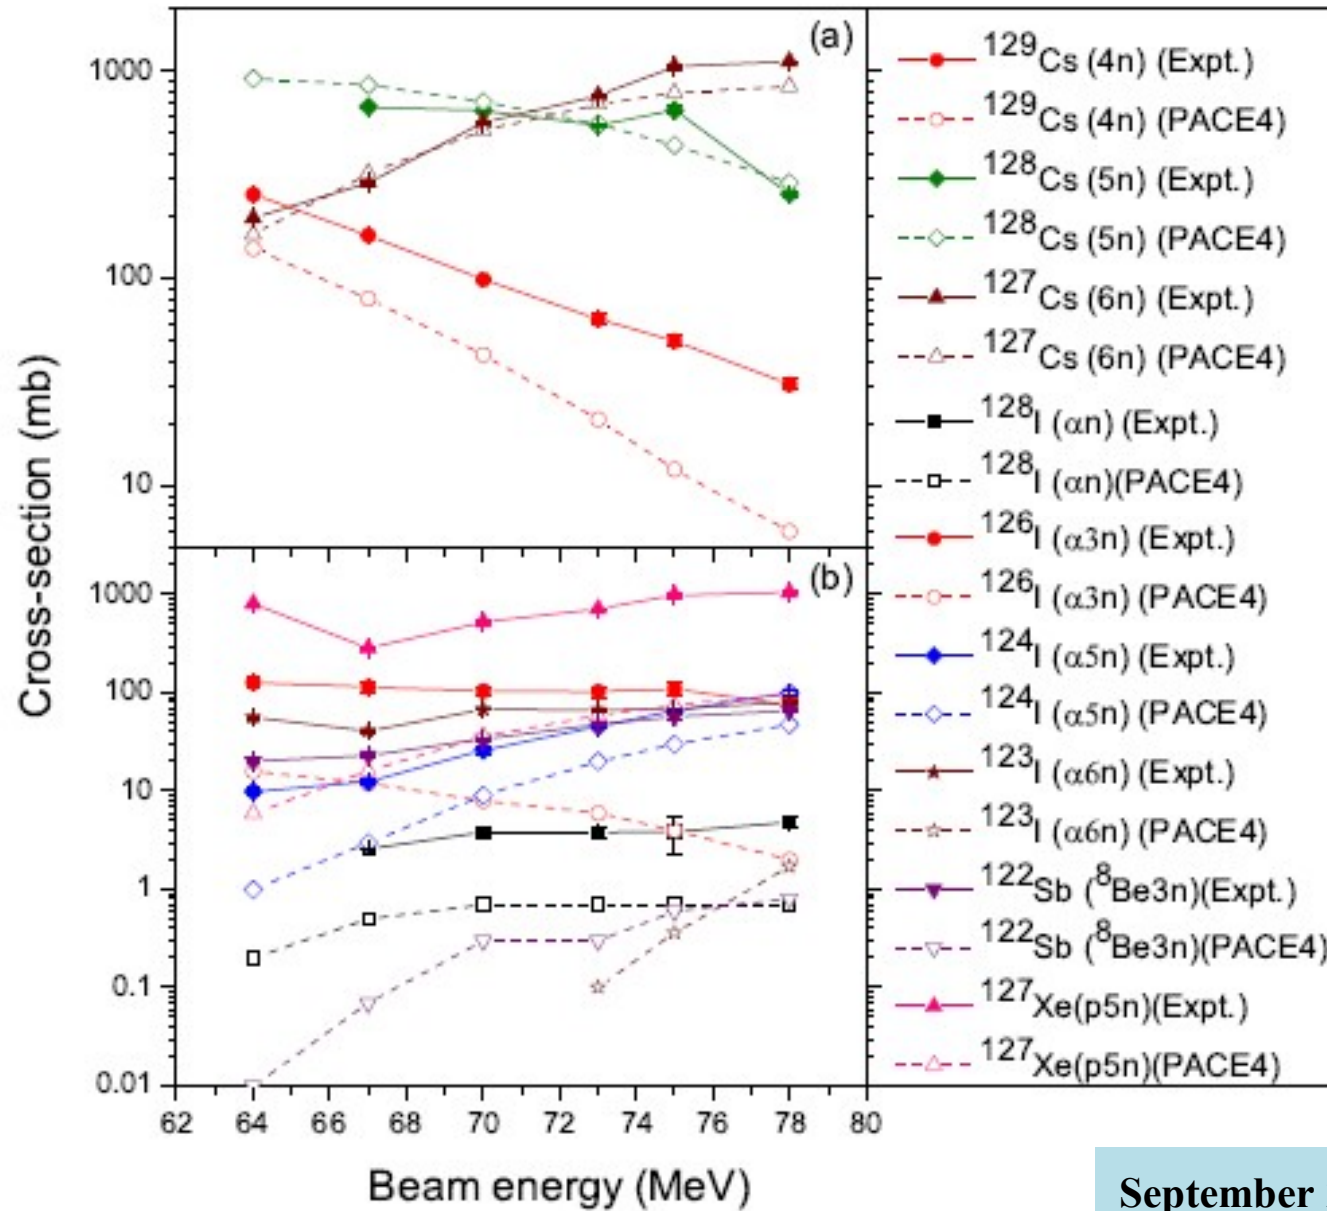 (a)
1000
100
10
(b)
1000
100
10
1
0.1
0.01
62 64 66 68 70 72 74 76 78 80
Cross-section (mb)
Beam energy (MeV)
¹²⁹Cs (4n) (Expt.)
¹²⁹Cs (4n) (PACE4)
¹²⁸Cs (5n) (Expt.)
¹²⁸Cs (5n) (PACE4)
¹²⁷Cs (6n) (Expt.)
¹²⁷Cs (6n) (PACE4)
¹²⁸I (αn) (Expt.)
¹²⁸I (αn)(PACE4)
¹²⁶I (α3n) (Expt.)
¹²⁶I (α3n) (PACE4)
¹²⁴I (α5n) (Expt.)
¹²⁴I (α5n) (PACE4)
¹²³I (α6n) (Expt.)
¹²³I (α6n) (PACE4)
¹²²Sb (⁸Be3n)(Expt.)
¹²²Sb (⁸Be3n)(PACE4)
¹²⁷Xe(p5n)(Expt.)
¹²⁷Xe(p5n)(PACE4)
September